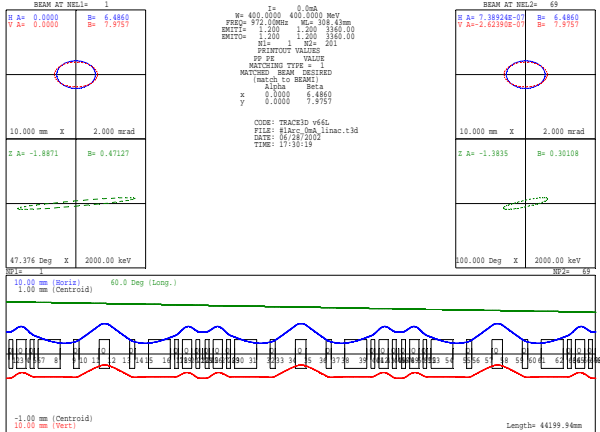 BEAM AT NEL1= 1
H A= 0.0000 B= 6.4860
V A= 0.0000 B= 7.9757
10.000 mm X 2.000 mrad
Z A= -1.8871 B= 0.47127
47.376 Deg X 2000.00 keV
NP1= 1
I= 0.0mA
W= 400.0000 400.0000 MeV
FREQ= 972.00MHz WL= 308.43mm
EMITI= 1.200 1.200 3360.00
EMITO= 1.200 1.200 3360.00
N1= 1 N2= 201
PRINTOUT VALUES
PP PE VALUE
MATCHING TYPE = 1
MATCHED BEAM DESIRED
(match to BEAMI)
Alpha Beta
x 0.0000 6.4860
y 0.0000 7.9757
CODE: TRACE3D v66L
FILE: #1Arc_0mA_linac.t3d
DATE: 06/28/2002
TIME: 17:30:19
BEAM AT NEL2= 69
H A= 7.38924E-07 B= 6.4860
V A=-2.62390E-07 B= 7.9757
10.000 mm X 2.000 mrad
Z A= -1.3835 B= 0.30108
100.000 Deg X 2000.00 keV
NP2= 69
10.00 mm (Horiz) 60.0 Deg (Long.)
1.00 mm (Centroid)
-1.00 mm (Centroid)
10.00 mm (Vert)
Length= 44199.94mm